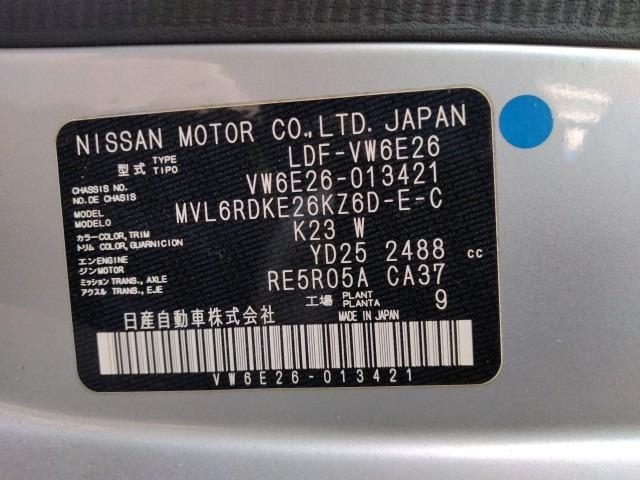 NISSAN MOTOR CO.,LTD. JAPAN
型式 TYPE TIPO LDF-VW6E26
CHASSIS NO. NO.DE CHASIS VW6E26-013421
MODEL MODELO MVL6RDKE26KZ6D-E-C
カラー COLOR, TRIM トリム COLOR, GUARNICION K23 W
エンジン ENGINE MOTOR YD25 2488 cc
ミッション TRANS., AXLE アクスル TRANS., EJE RE5R05A CA37
工場 PLANT PLANTA 9
日産自動車株式会社 MADE IN JAPAN
VW6E26-013421